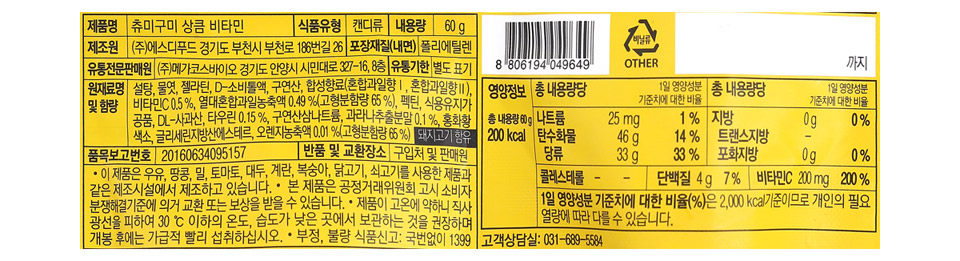 제품명 츄미구미 상큼 비타민 식품유형 캔디류 내용량 60 g
제조원 (주)에스디푸드 경기도 부천시 부천로 186번길 26 포장재질(내면) 폴리에틸렌
유통전문판매원 (주)메가코스바이오 경기도 안양시 시민대로 327-16, 8층 유통기한 별도 표기
원재료명 및 함량 설탕, 물엿, 젤라틴, D-소비톨액, 구연산, 합성향료(혼합과일향Ⅰ, 혼합과일향Ⅱ),
비타민C 0.5 %, 열대혼합과일농축액 0.49 %(고형분함량 65 %), 펙틴, 식용유지가
공품, DL-사과산, 타우린 0.15 %, 구연산삼나트륨, 과라나추출분말 0.1 %, 홍화황
색소, 글리세린지방산에스테르, 오렌지농축액 0.01 %(고형분함량 65 %) 돼지고기 함유
품목보고번호 20160634095157 반품 및 교환장소 구입처 및 판매원
• 이 제품은 우유, 땅콩, 밀, 토마토, 대두, 계란, 복숭아, 닭고기, 쇠고기를 사용한 제품과
같은 제조시설에서 제조하고 있습니다. • 본 제품은 공정거래위원회 고시 소비자
분쟁해결기준에 의거 교환 또는 보상을 받을 수 있습니다. • 제품이 고온에 약하니 직사
광선을 피하여 30 ℃ 이하의 온도, 습도가 낮은 곳에서 보관하는 것을 권장하며
개봉 후에는 가급적 빨리 섭취하십시오. • 부정, 불량 식품신고: 국번없이 1399
8 806194 049649
비닐류
OTHER
까지
영양정보 총 내용량당 1일 영양성분 기준치에 대한 비율 총 내용량당 1일 영양성분 기준치에 대한 비율
총 내용량 60 g
200 kcal
나트륨 25 mg 1 % 지방 0 g 0 %
탄수화물 46 g 14 % 트랜스지방 -
당류 33 g 33 % 포화지방 0 g 0 %
콜레스테롤 - - 단백질 4 g 7 % 비타민C 200 mg 200 %
1일 영양성분 기준치에 대한 비율(%)은 2,000 kcal기준이므로 개인의 필요
열량에 따라 다를 수 있습니다.
고객상담실: 031-689-5584